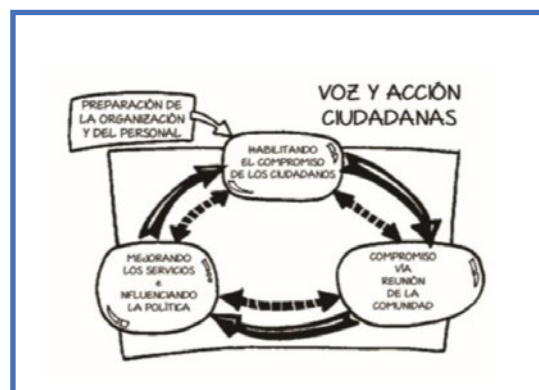 VOZ Y ACCIÓN
CIUDADANAS
PREPARACIÓN DE
LA ORGANIZACIÓN
Y DEL PERSONAL
HABILITANDO
EL COMPROMISO
DE LOS CIUDADANOS
MEJORANDO
LOS SERVICIOS
e
NFLUENCIANDO
LA POLÍTICA
COMPROMISO
VÍA
REUNIÓN
DE LA
COMUNIDAD